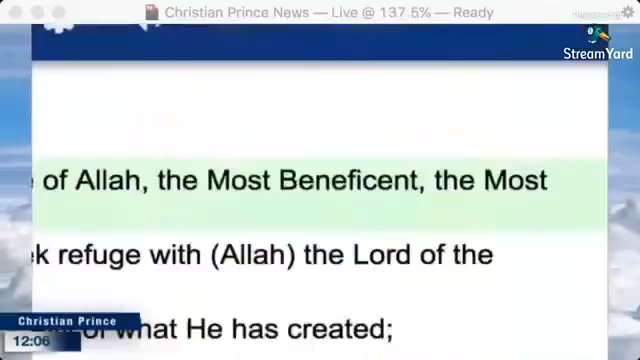 Christian Prince News — Live @ 137.5% — Ready
StreamYard
of Allah, the Most Beneficent, the Most
refuge with (Allah) the Lord of the
Christian Prince
of what He has created;
12:06